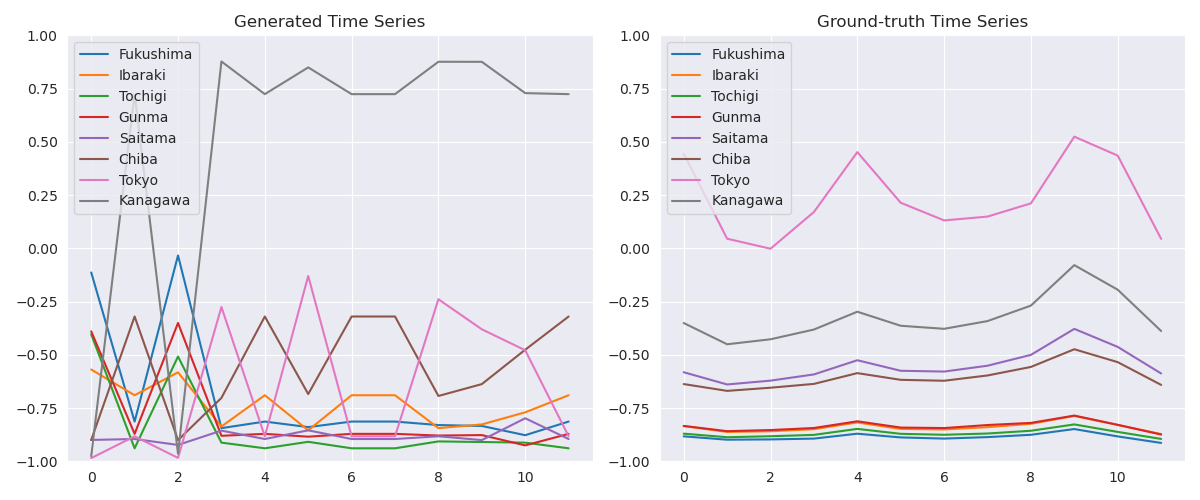 Generated Time Series
1.00
0.75
0.50
0.25
0.00
−0.25
−0.50
−0.75
−1.00
Fukushima
Ibaraki
Tochigi
Gunma
Saitama
Chiba
Tokyo
Kanagawa
0 2 4 6 8 10
Ground-truth Time Series
1.00
0.75
0.50
0.25
0.00
−0.25
−0.50
−0.75
−1.00
Fukushima
Ibaraki
Tochigi
Gunma
Saitama
Chiba
Tokyo
Kanagawa
0 2 4 6 8 10